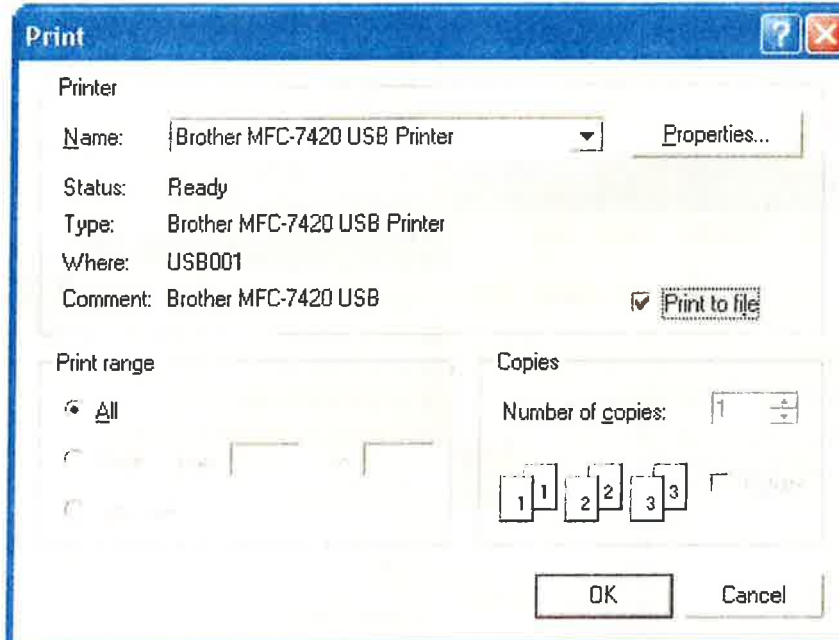 Print
Printer
Name: Brother MFC-7420 USB Printer Properties...
Status: Ready
Type: Brother MFC-7420 USB Printer
Where: USB001
Comment: Brother MFC-7420 USB Print to file
Print range
All
Copies
Number of copies: 1
1 1 2 2 3 3
OK Cancel